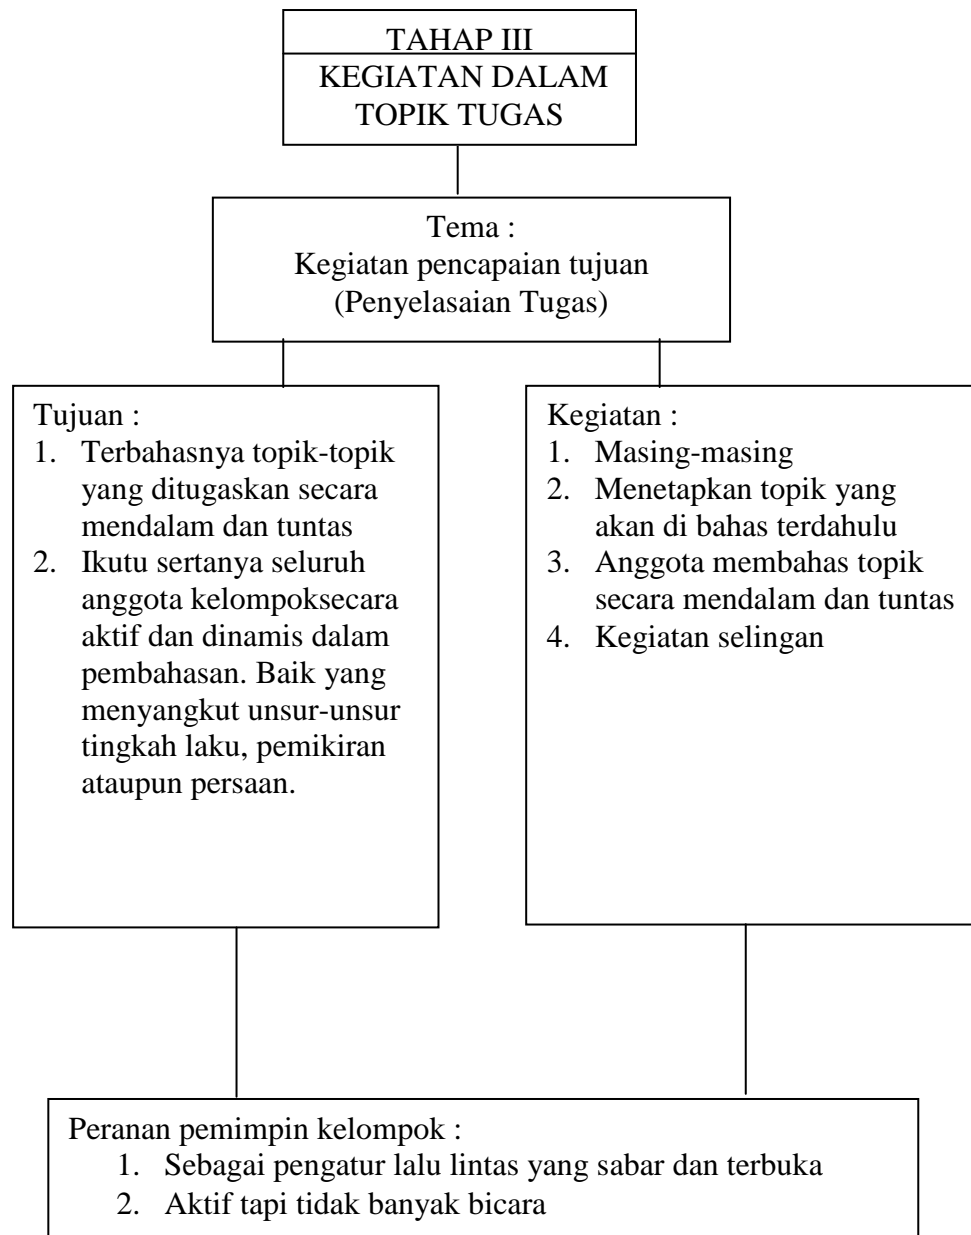 TAHAP III
KEGIATAN DALAM
TOPIK TUGAS
Tema :
Kegiatan pencapaian tujuan
(Penyelasaian Tugas)
Tujuan :
1. Terbahasnya topik-topik
yang ditugaskan secara
mendalam dan tuntas
2. Ikutu sertanya seluruh
anggota kelompoksecara
aktif dan dinamis dalam
pembahasan. Baik yang
menyangkut unsur-unsur
tingkah laku, pemikiran
ataupun persaan.
Kegiatan :
1. Masing-masing
2. Menetapkan topik yang
akan di bahas terdahulu
3. Anggota membahas topik
secara mendalam dan tuntas
4. Kegiatan selingan
Peranan pemimpin kelompok :
1. Sebagai pengatur lalu lintas yang sabar dan terbuka
2. Aktif tapi tidak banyak bicara